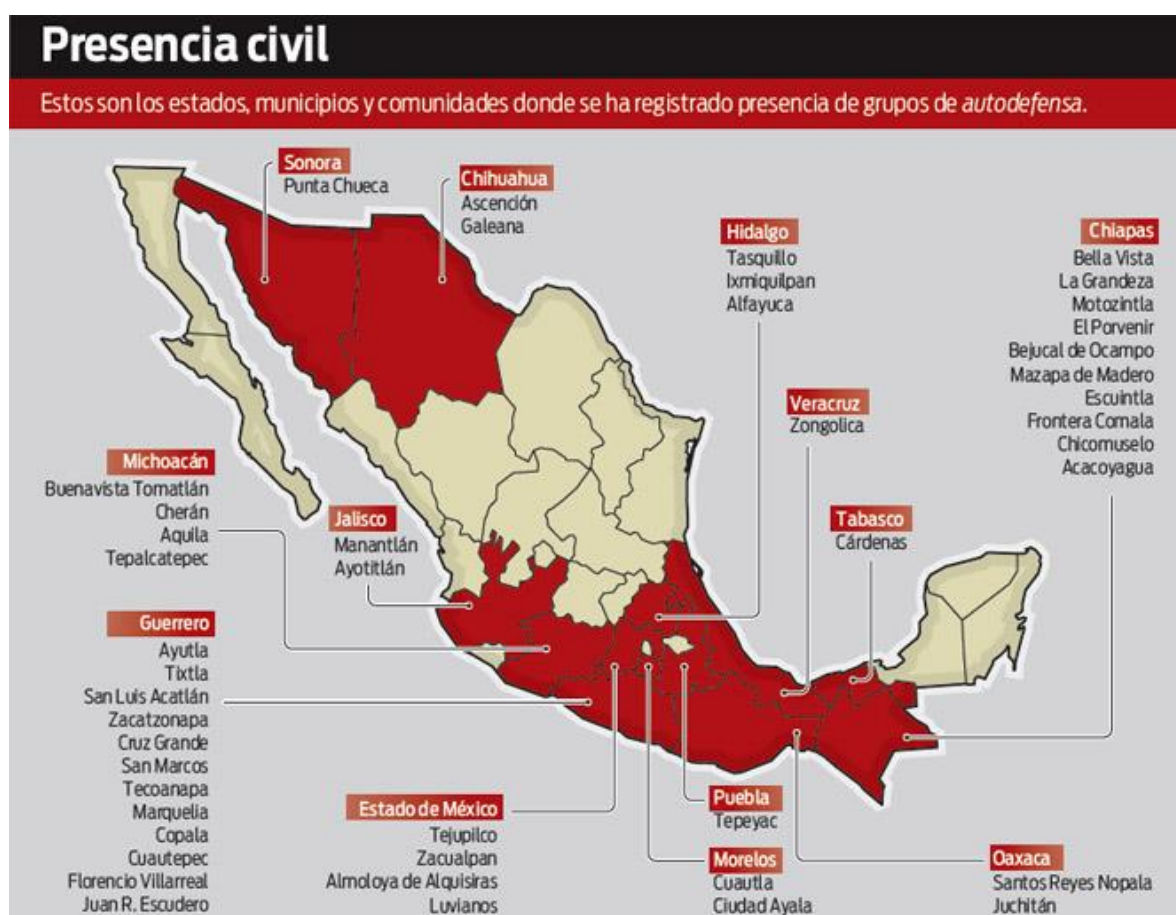 Presencia civil
Estos son los estados, municipios y comunidades donde se ha registrado presencia de grupos de autodefensa.
Sonora
Punta Chueca
Chihuahua
Ascención
Galeana
Hidalgo
Tasquillo
Ixmiquilpan
Alfayuca
Chiapas
Bella Vista
La Grandeza
Motozintla
El Porvenir
Bejucal de Ocampo
Mazapa de Madero
Escuintla
Frontera Comala
Chicomuselo
Acacoyagua
Veracruz
Zongolica
Tabasco
Cárdenas
Michoacán
Buenavista Tomatlán
Cherán
Aquila
Tepalcatepec
Jalisco
Manantlán
Ayotitlán
Guerrero
Ayutla
Tixtla
San Luis Acatlán
Zacatzonapa
Cruz Grande
San Marcos
Tecoanapa
Marquelia
Copala
Cuautepec
Florencio Villarreal
Juan R. Escudero
Estado de México
Tejupilco
Zacualpan
Almoloya de Alquisiras
Luvianos
Puebla
Tepeyac
Morelos
Cuautla
Ciudad Ayala
Oaxaca
Santos Reyes Nopala
Juchitán